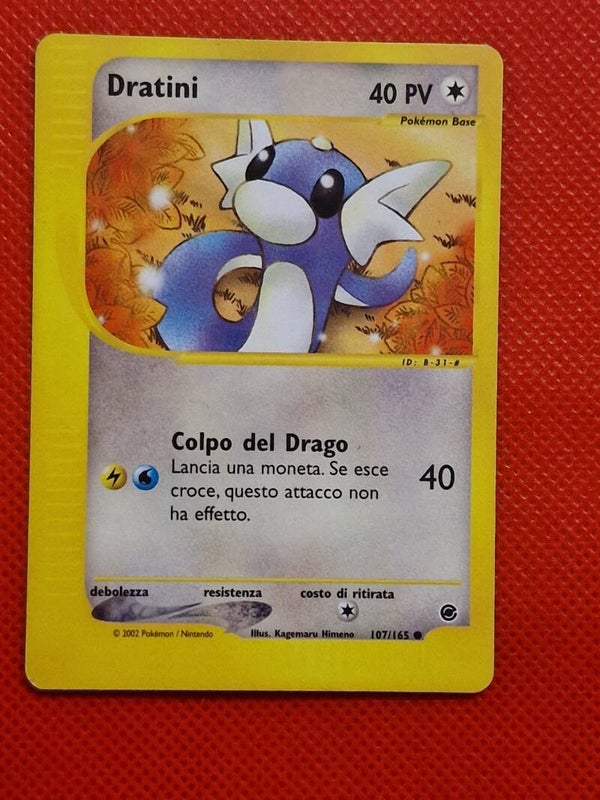 Dratini 40 PV
Pokémon Base
ID: B-31-#
Colpo del Drago
Lancia una moneta. Se esce
croce, questo attacco non
ha effetto.
40
debolezza resistenza costo di ritirata
© 2002 Pokémon / Nintendo Illus. Kagemaru Himeno 107/165